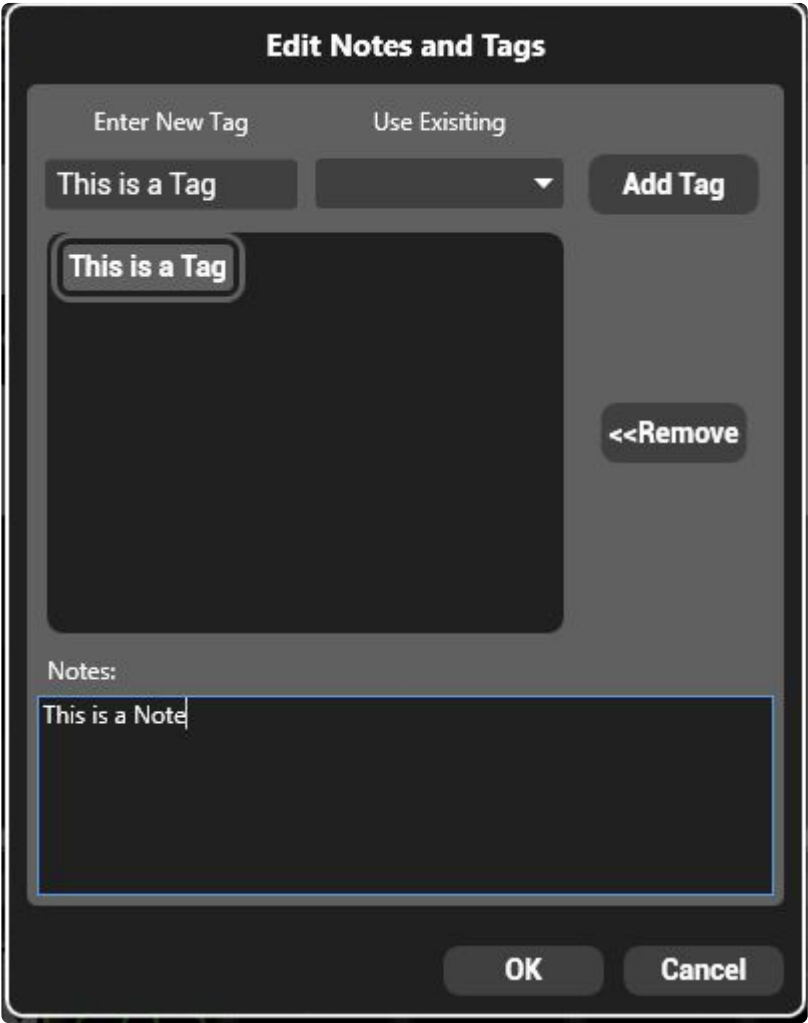 Edit Notes and Tags
Enter New Tag Use Exisiting
This is a Tag Add Tag
This is a Tag
<<Remove
Notes:
This is a Note
OK Cancel